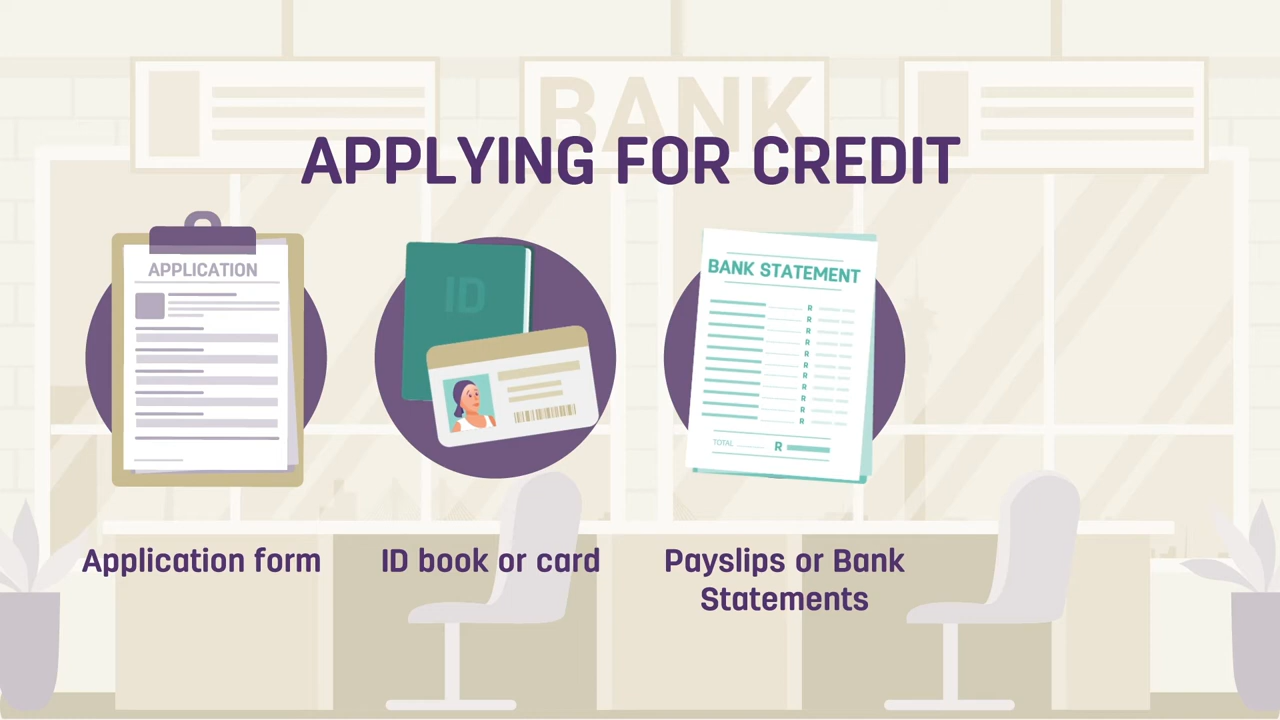 BANK
APPLYING FOR CREDIT
APPLICATION
ID
BANK STATEMENT
R
R
R
R
R
R
R
R
R
R
R
TOTAL
R
Application form
ID book or card
Payslips or Bank
Statements